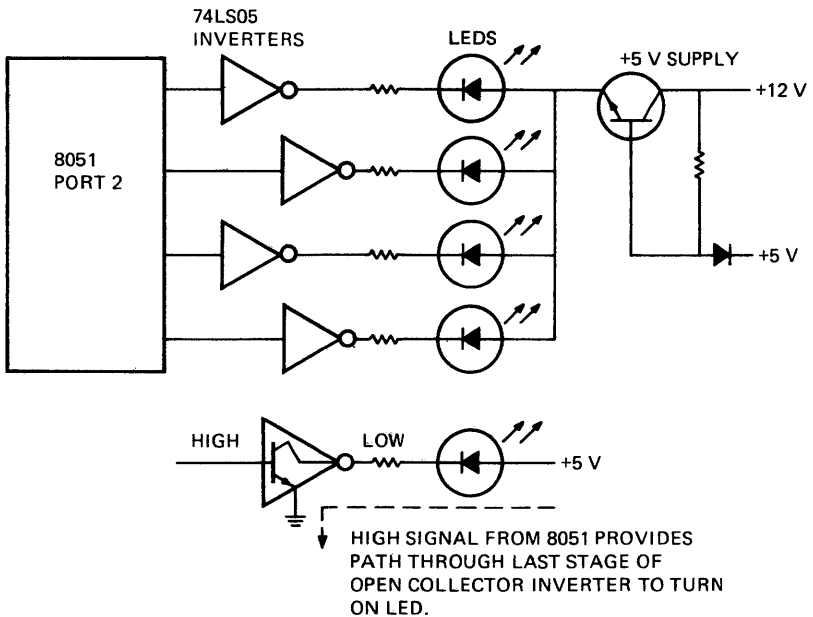 74LS05
INVERTERS
LEDS
+5 V SUPPLY
+12 V
8051
PORT 2
+5 V
HIGH
LOW
+5 V
HIGH SIGNAL FROM 8051 PROVIDES
PATH THROUGH LAST STAGE OF
OPEN COLLECTOR INVERTER TO TURN
ON LED.